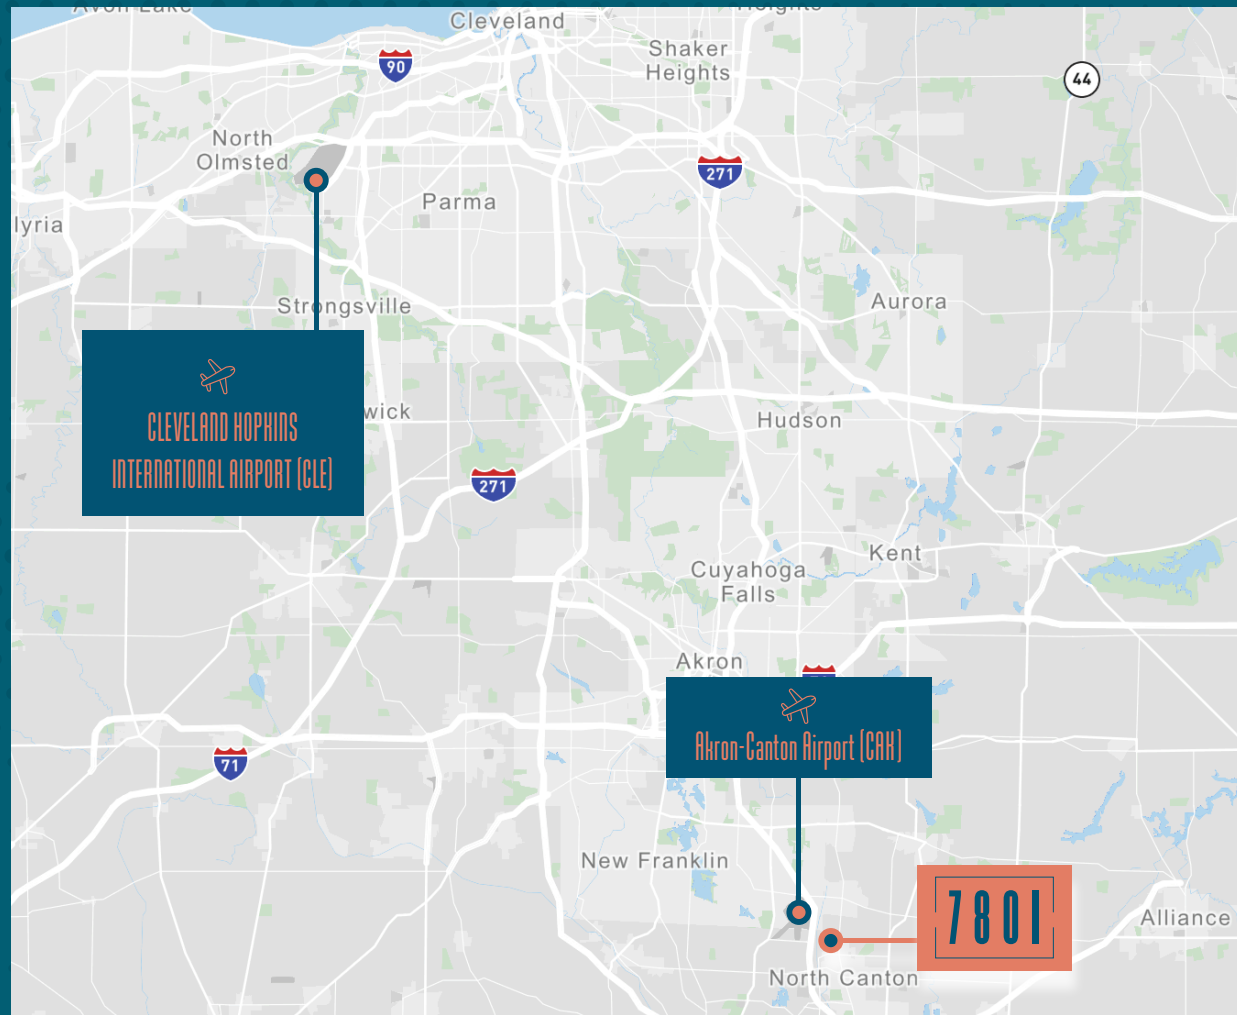 Cleveland
90
Shaker
Heights
44
North
Olmsted
271
Parma
lyria
Aurora
Strongsville
CLEVELAND HOPKINS
INTERNATIONAL AIRPORT (CLE)
wick
Hudson
271
Kent
Cuyahoga
Falls
Akron
Akron-Canton Airport (CAK)
71
New Franklin
7801
Alliance
North Canton